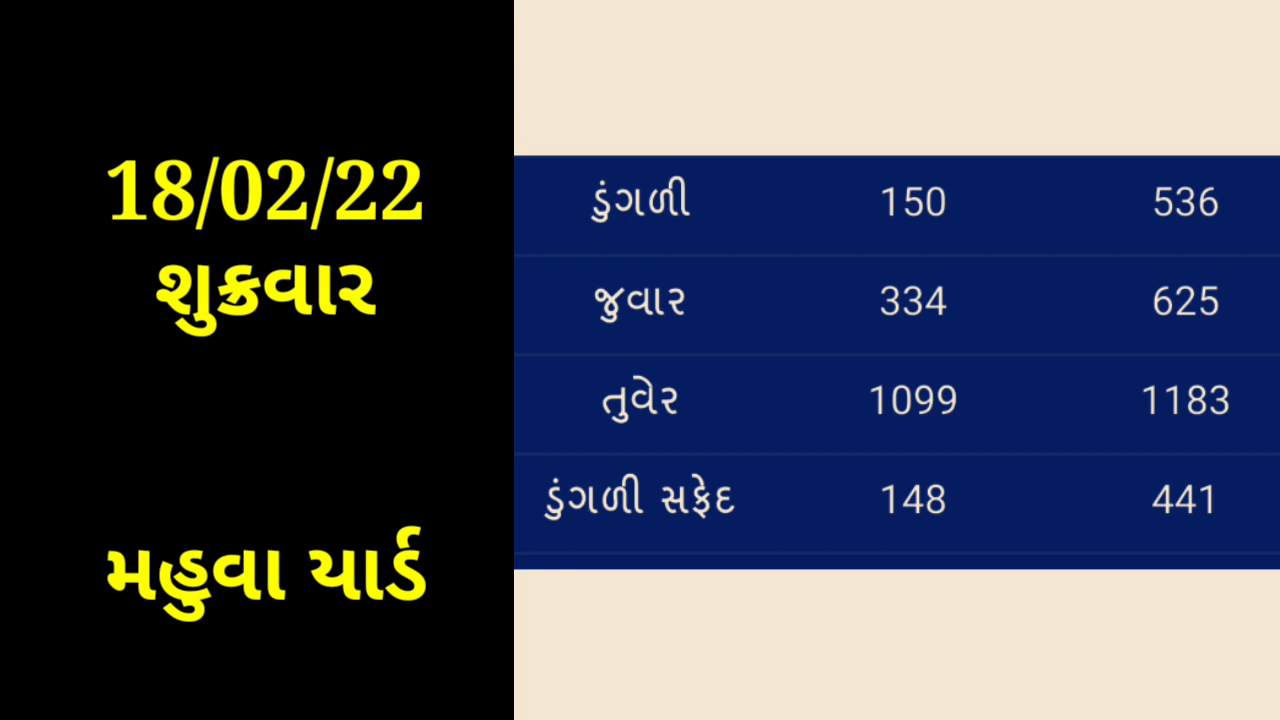 18/02/22
શુક્રવાર
મહુવા યાર્ડ
ડુંગળી 150 536
જુવાર 334 625
તુવેર 1099 1183
ડુંગળી સફેદ 148 441